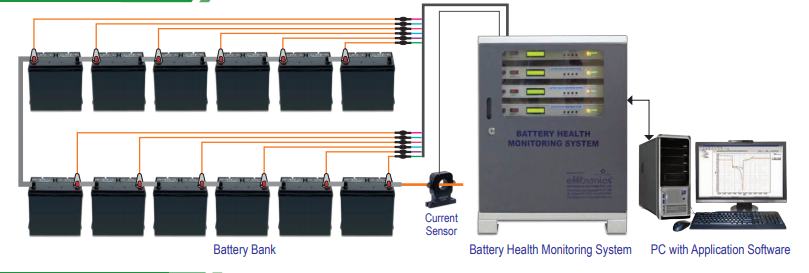 BATTERY HEALTH
MONITORING SYSTEM
Current
Sensor
Battery Bank
Battery Health Monitoring System
PC with Application Software